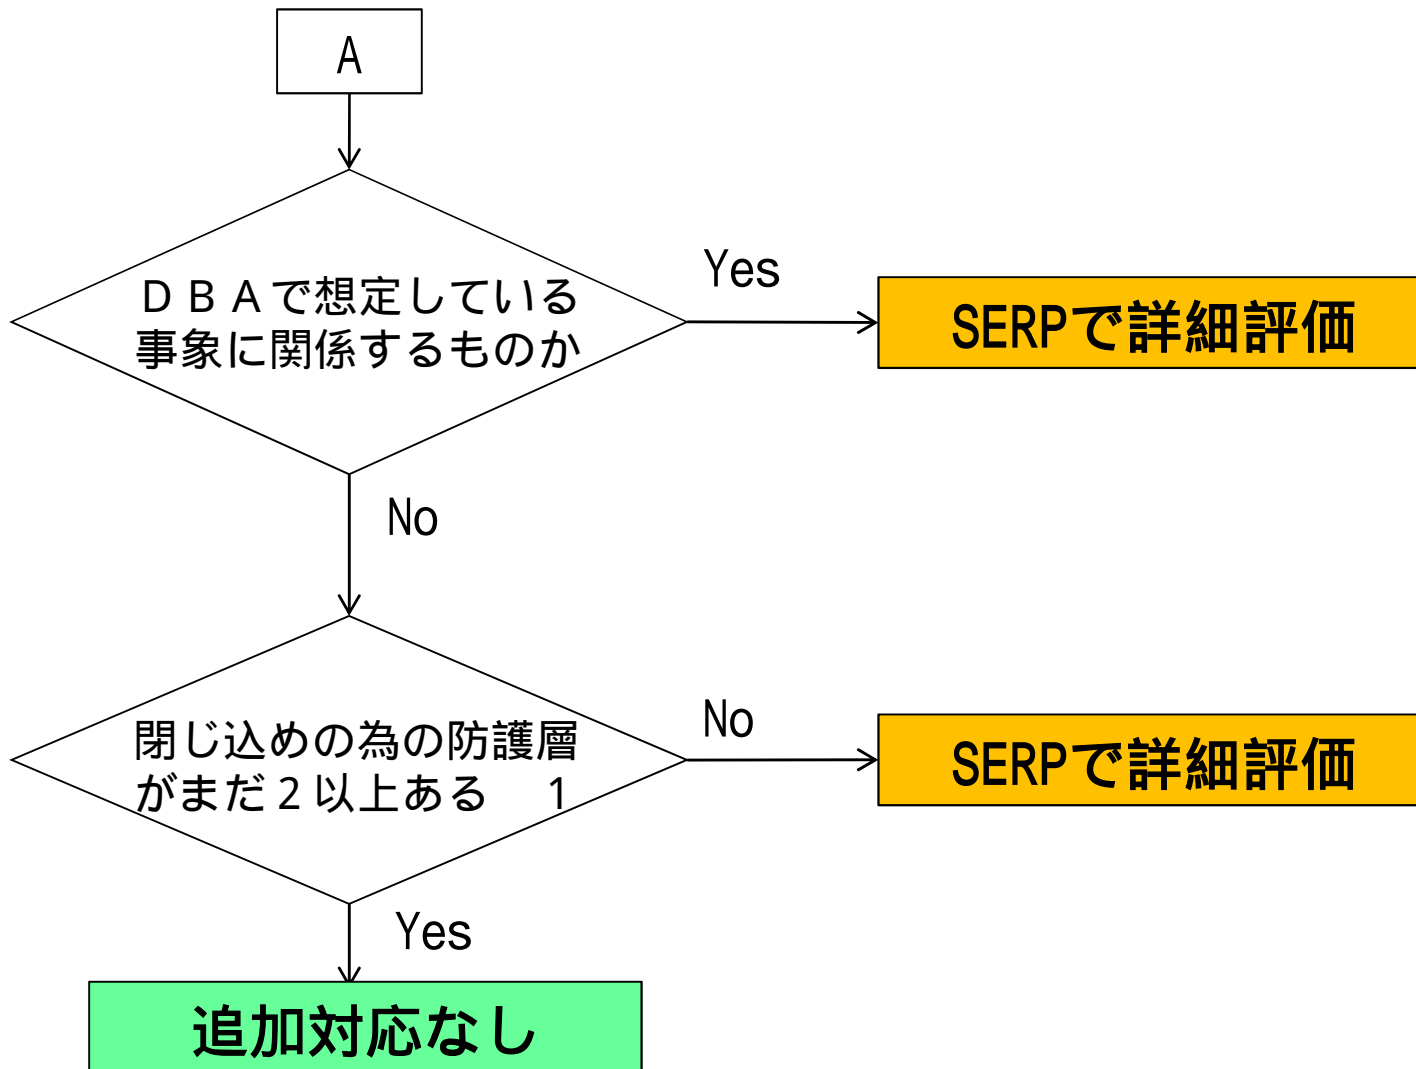 A
ＤＢＡで想定している
事象に関係するものか
Yes
SERPで詳細評価
No
閉じ込めの為の防護層
がまだ２以上ある　1
No
SERPで詳細評価
Yes
追加対応なし